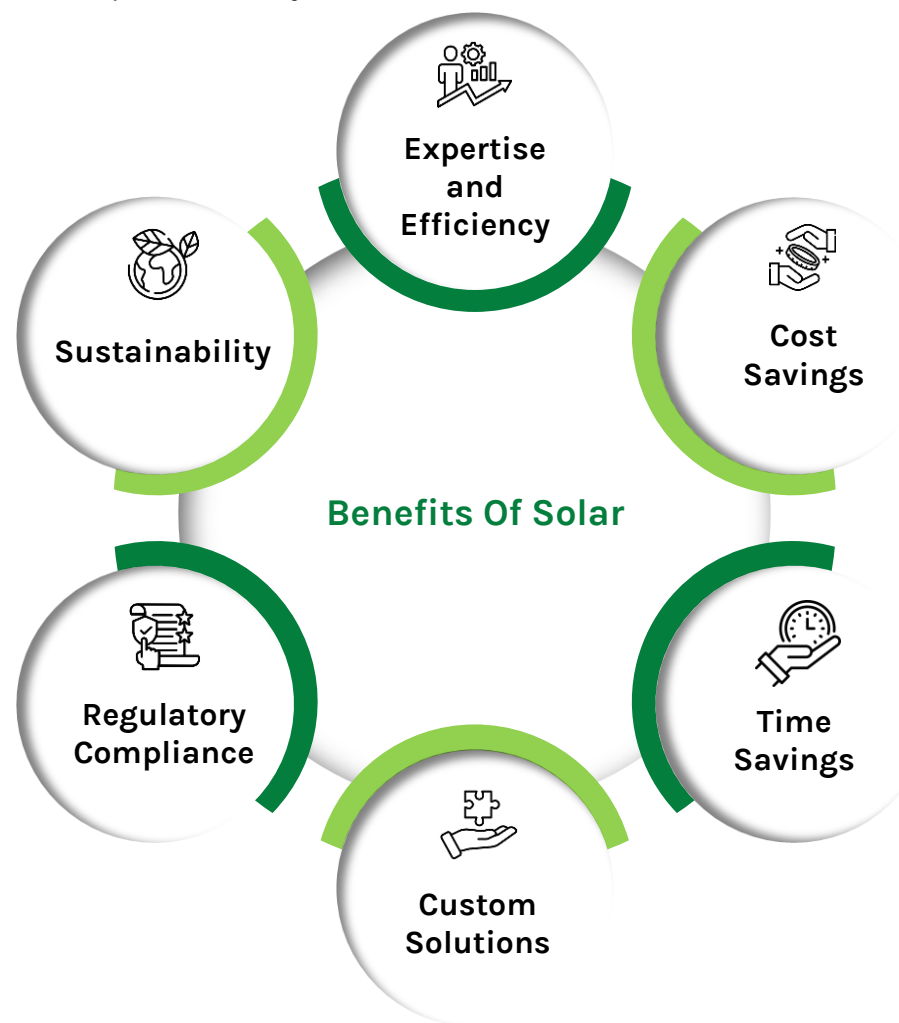 Expertise
and
Efficiency
Cost
Savings
Time
Savings
Custom
Solutions
Regulatory
Compliance
Sustainability
Benefits Of Solar